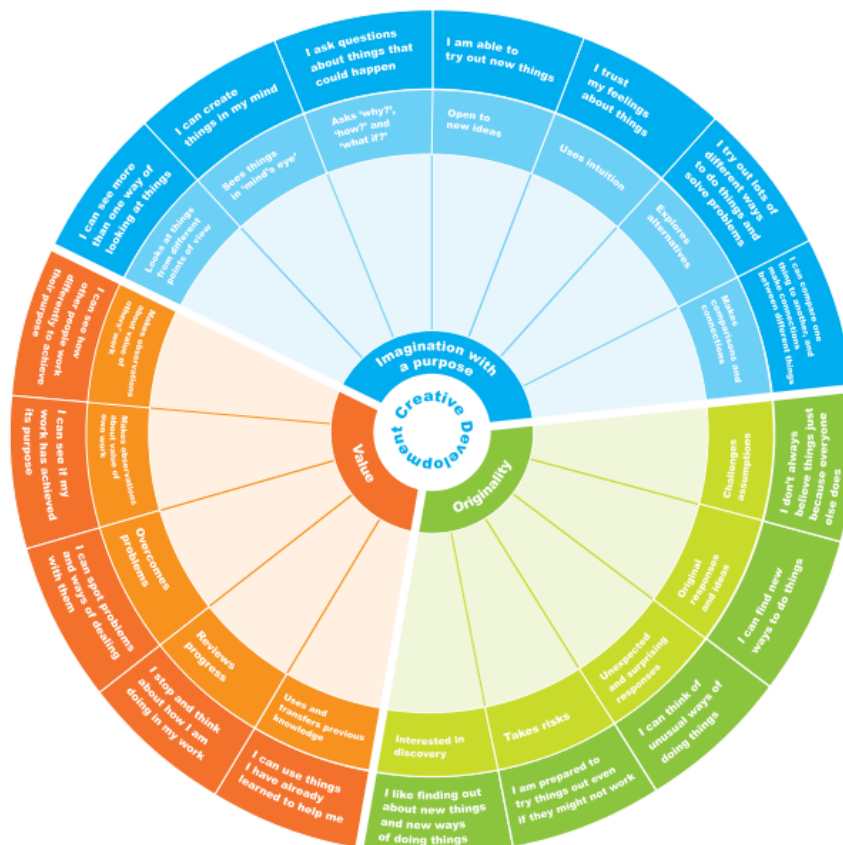 Creative Development
Imagination with
a purpose
Originality
Value
I can see more
than one way of
looking at things
Looks at things
from different
points of view
I can create
things in my mind
Sees things
in 'mind's eye'
I ask questions
about things that
could happen
Asks 'why?',
'how?' and
'what if?'
I am able to
try out new things
Open to
new ideas
I trust
my feelings
about things
Uses intuition
I try out lots of
different ways
to do things and
solve problems
Explores
alternatives
I can compare one
thing to another, and
make connections
between different things
Makes
comparisons and
connections
I don't always
believe things just
because everyone
else does
Challenges
assumptions
I can find new
ways to do things
Original
responses
and ideas
I can think of
unusual ways of
doing things
Unexpected
and surprising
responses
I am prepared to
try things out even
if they might not work
Takes risks
I like finding out
about new things
and new ways
of doing things
Interested in
discovery
I can use things
I have already
learned to help me
Uses and
transfers previous
knowledge
I stop and think
about how I am
doing in my work
Reviews
progress
I can spot problems
and ways of dealing
with them
Overcomes
problems
I can see if my
work has achieved
its purpose
Makes observations
about value of
own work
I can see how
other people work
differently to achieve
their purpose
Makes observations
about value of
others' work